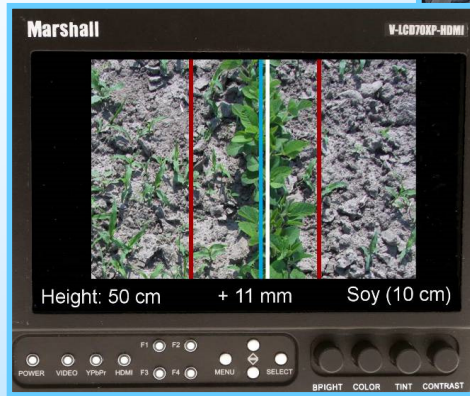 Marshall V-LCD70XP-HDMI
Height: 50 cm + 11 mm Soy (10 cm)
F1 F2
POWER VIDEO YPbPr HDMI F3 F4 MENU SELECT
BPIGHT COLOR TINT CONTRAST